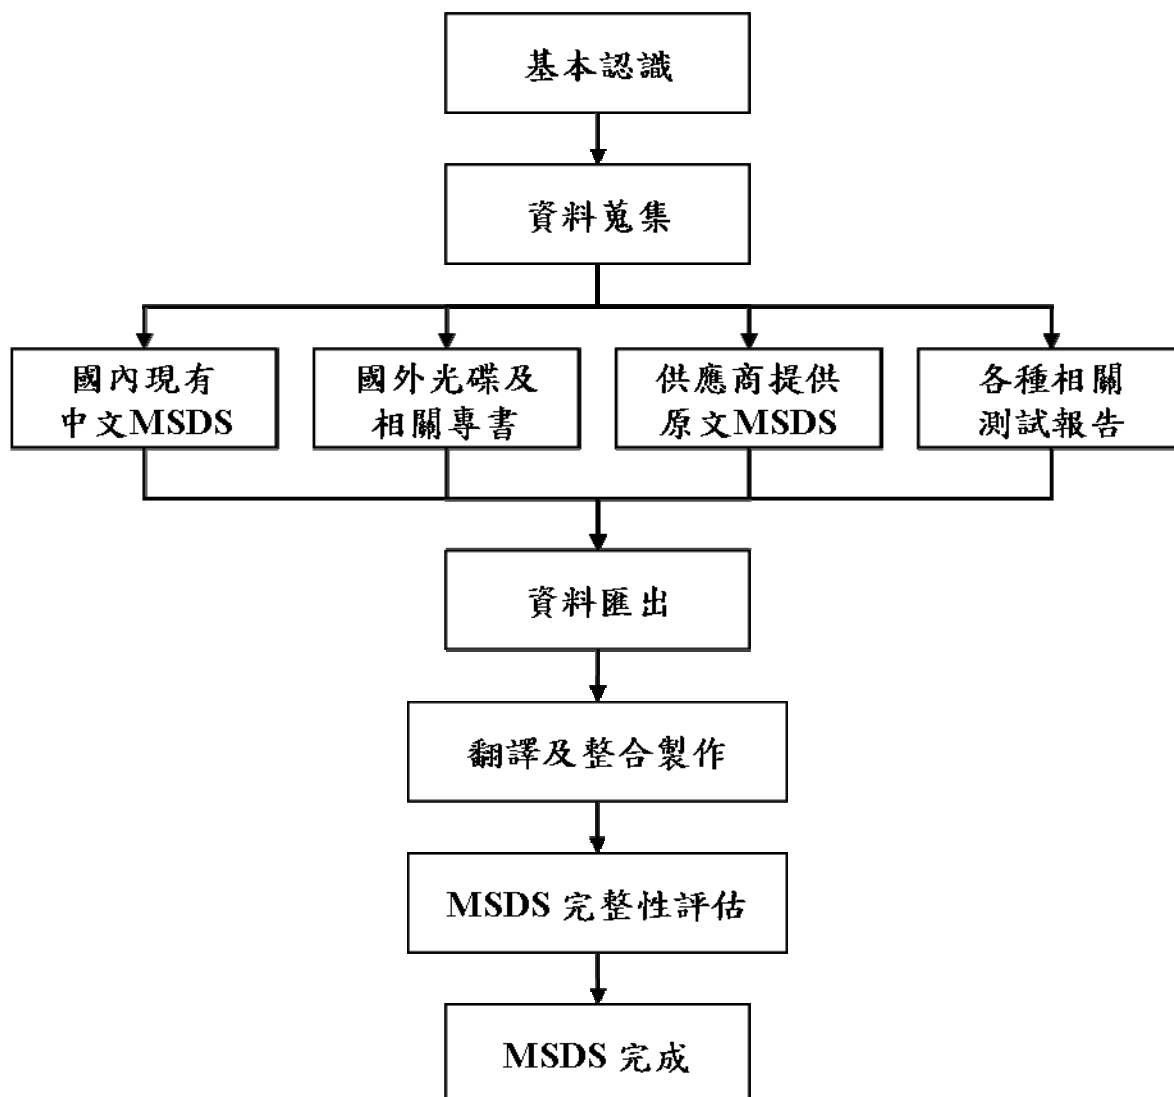 基本認識
資料蒐集
國內現有
中文MSDS
國外光碟及
相關專書
供應商提供
原文MSDS
各種相關
測試報告
資料匯出
翻譯及整合製作
MSDS 完整性評估
MSDS 完成